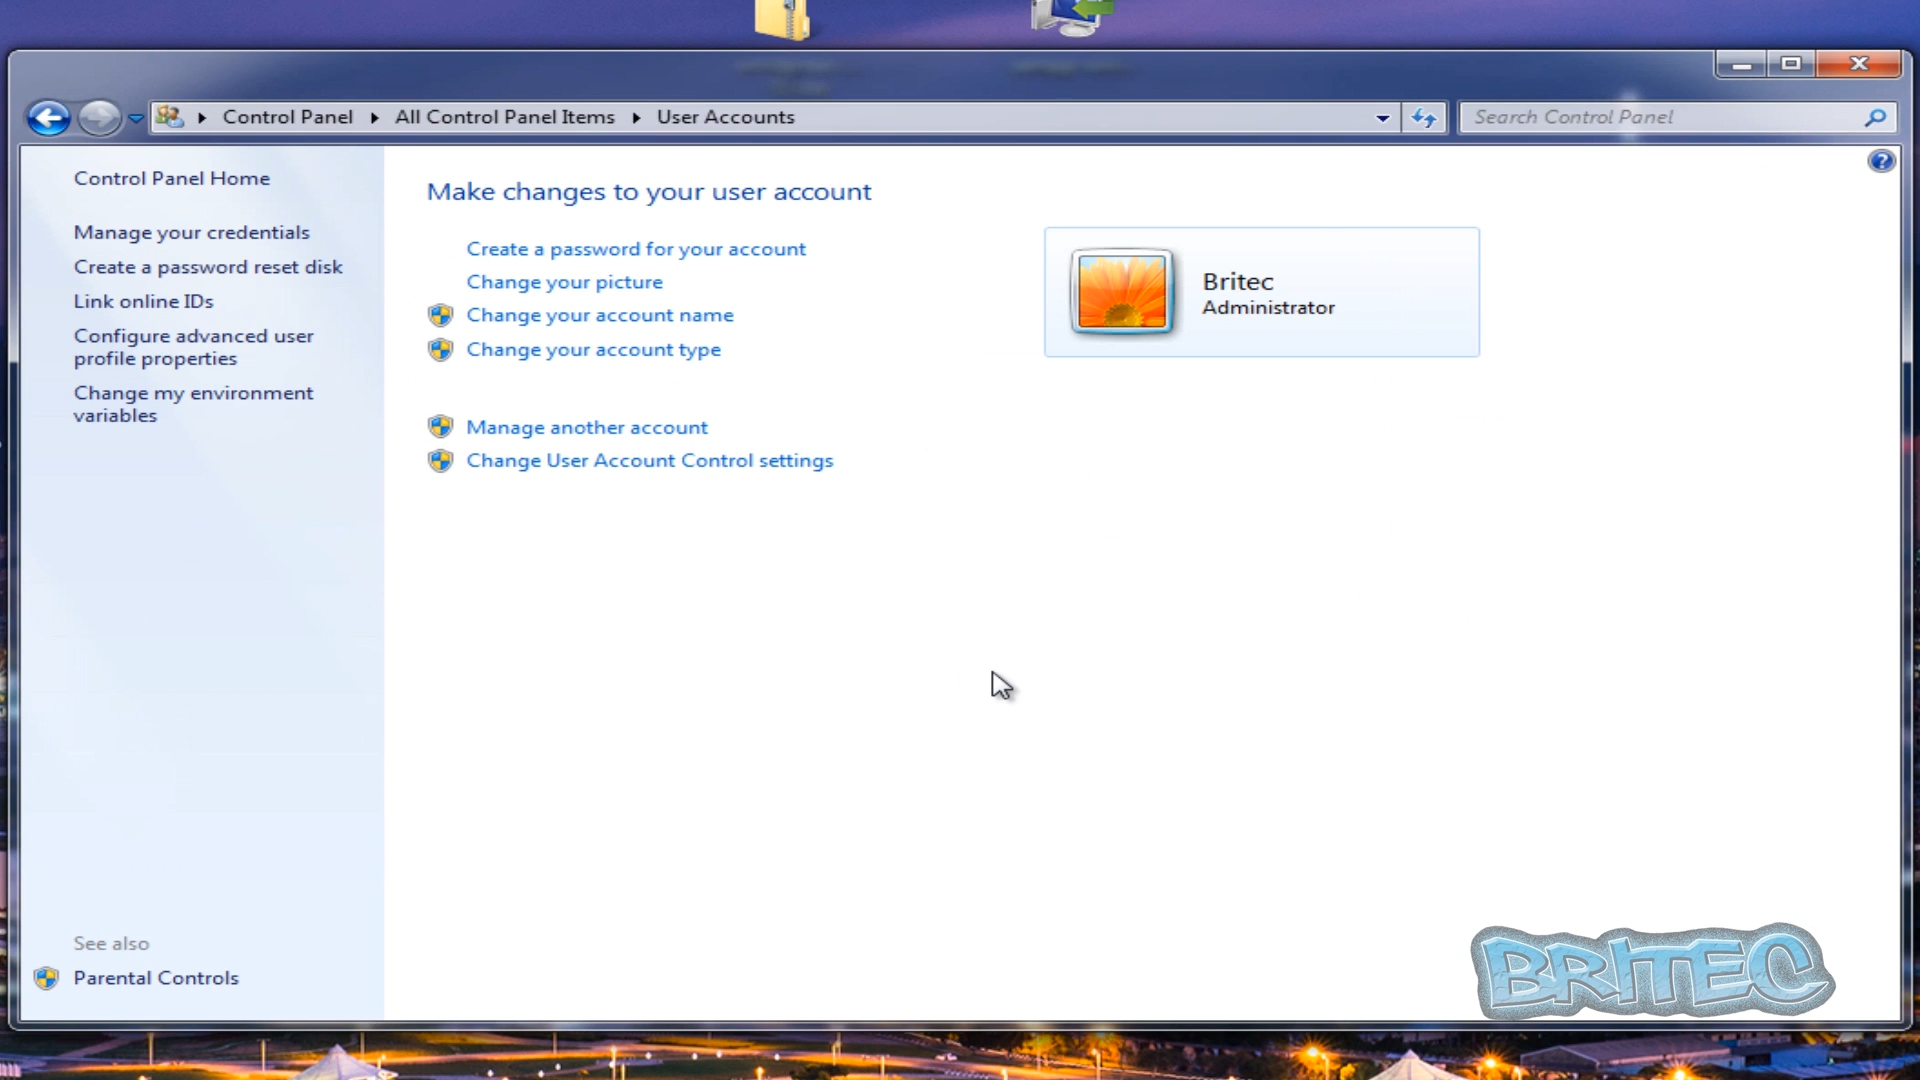 Control Panel
All Control Panel Items
User Accounts
Search Control Panel
Control Panel Home
Manage your credentials
Create a password reset disk
Link online IDs
Configure advanced user
profile properties
Change my environment
variables
See also
Parental Controls
Make changes to your user account
Create a password for your account
Change your picture
Change your account name
Change your account type
Manage another account
Change User Account Control settings
Britec
Administrator
BRITEC